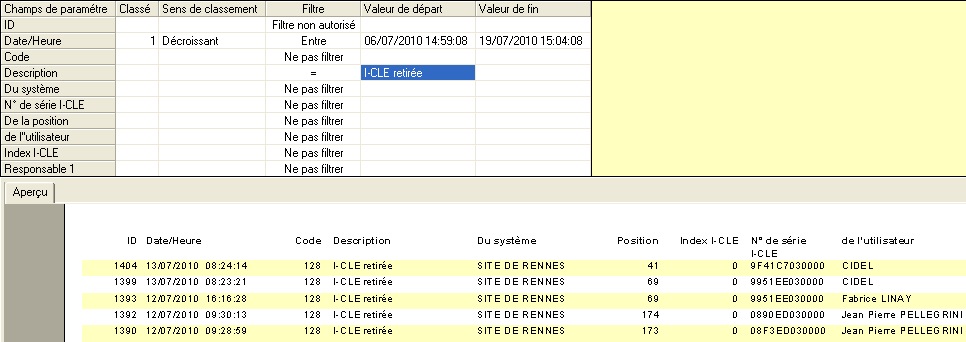 Champs de paramétre Classé Sens de classement Filtre Valeur de départ Valeur de fin
ID Filtre non autorisé
Date/Heure 1 Décroissant Entre 06/07/2010 14:59:08 19/07/2010 15:04:08
Code Ne pas filtrer
Description = I-CLE retirée
Du système Ne pas filtrer
N° de série I-CLE Ne pas filtrer
De la position Ne pas filtrer
de l''utilisateur Ne pas filtrer
Index I-CLE Ne pas filtrer
Responsable 1 Ne pas filtrer
Aperçu
ID Date/Heure Code Description Du système Position Index I-CLE N° de série I-CLE de l'utilisateur
1404 13/07/2010 08:24:14 128 I-CLE retirée SITE DE RENNES 41 0 9F41C7030000 CIDEL
1399 13/07/2010 08:23:21 128 I-CLE retirée SITE DE RENNES 69 0 9951EE030000 CIDEL
1393 12/07/2010 16:16:28 128 I-CLE retirée SITE DE RENNES 69 0 9951EE030000 Fabrice LINAY
1392 12/07/2010 09:30:13 128 I-CLE retirée SITE DE RENNES 174 0 0890ED030000 Jean Pierre PELLEGRINI
1390 12/07/2010 09:28:59 128 I-CLE retirée SITE DE RENNES 173 0 08F3ED030000 Jean Pierre PELLEGRINI